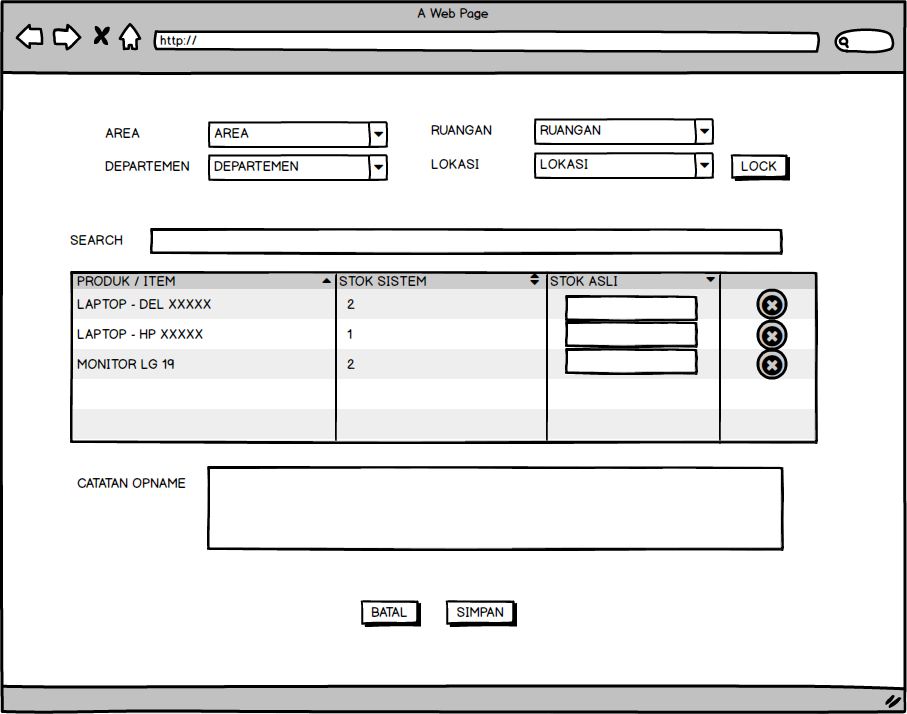 A Web Page
http://
AREA AREA RUANGAN RUANGAN
DEPARTEMEN DEPARTEMEN LOKASI LOKASI LOCK
SEARCH
PRODUK / ITEM STOK SISTEM STOK ASLI
LAPTOP - DEL XXXXX 2
LAPTOP - HP XXXXX 1
MONITOR LG 19 2
CATATAN OPNAME
BATAL SIMPAN